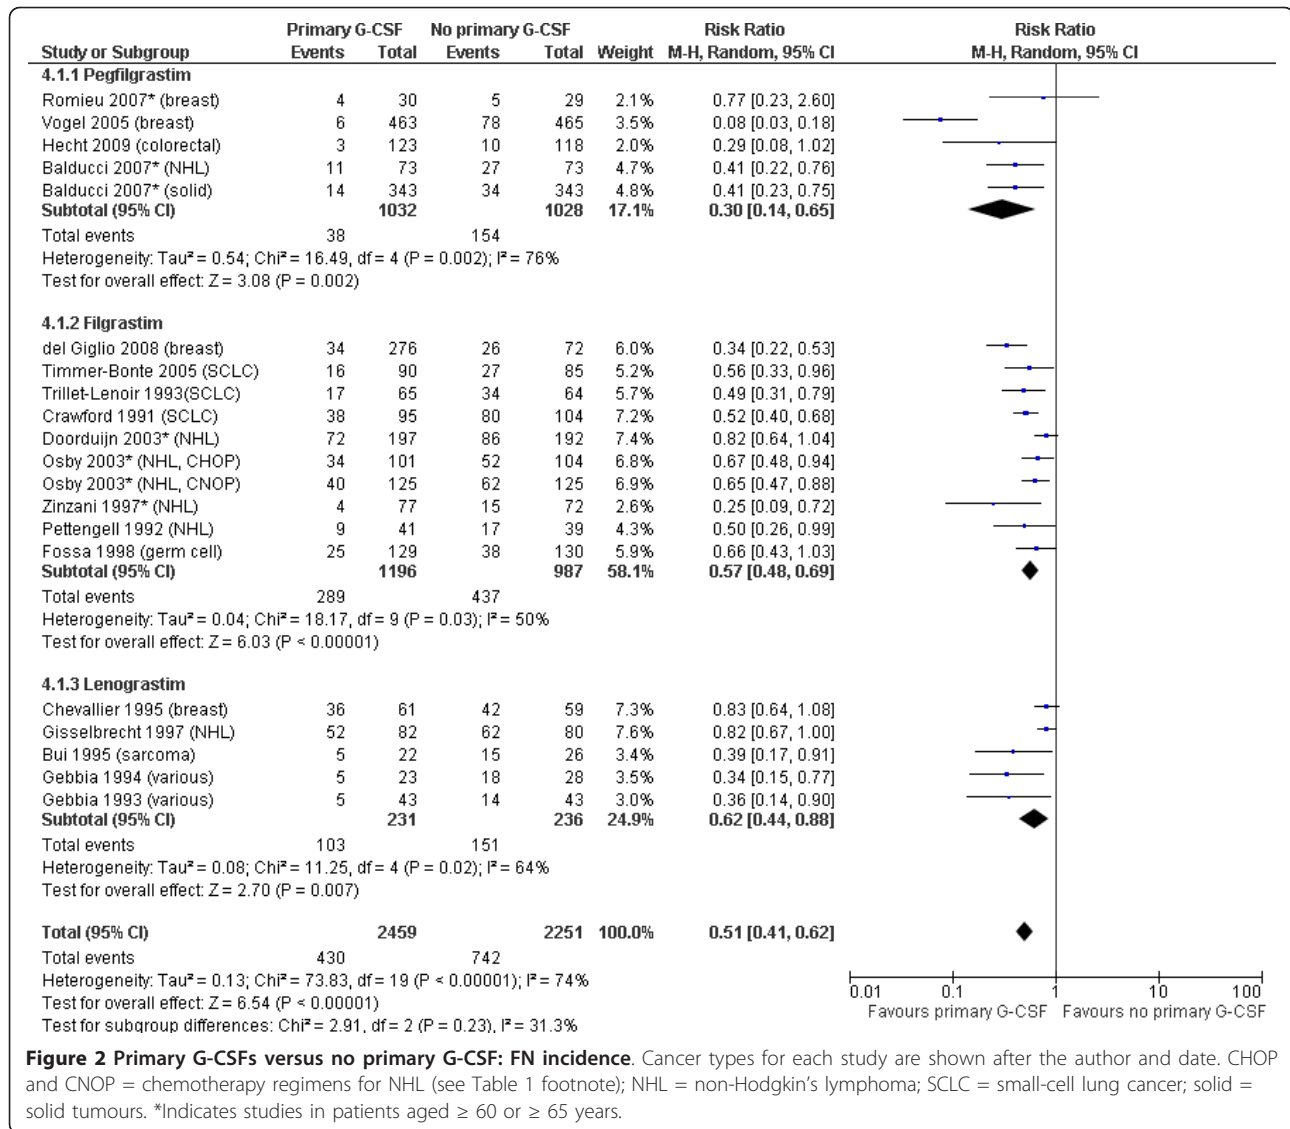 Primary G-CSF No primary G-CSF Risk Ratio Risk Ratio
Study or Subgroup Events Total Events Total Weight M-H, Random, 95% CI M-H, Random, 95% CI
4.1.1 Pegfilgrastim
Romieu 2007* (breast) 4 30 5 29 2.1% 0.77 [0.23, 2.60]
Vogel 2005 (breast) 6 463 78 465 3.5% 0.08 [0.03, 0.18]
Hecht 2009 (colorectal) 3 123 10 118 2.0% 0.29 [0.08, 1.02]
Balducci 2007* (NHL) 11 73 27 73 4.7% 0.41 [0.22, 0.76]
Balducci 2007* (solid) 14 343 34 343 4.8% 0.41 [0.23, 0.75]
Subtotal (95% CI) 1032 1028 17.1% 0.30 [0.14, 0.65]
Total events 38 154
Heterogeneity: Tau² = 0.54; Chi² = 16.49, df = 4 (P = 0.002); I² = 76%
Test for overall effect: Z = 3.08 (P = 0.002)
4.1.2 Filgrastim
del Giglio 2008 (breast) 34 276 26 72 6.0% 0.34 [0.22, 0.53]
Timmer-Bonte 2005 (SCLC) 16 90 27 85 5.2% 0.56 [0.33, 0.96]
Trillet-Lenoir 1993(SCLC) 17 65 34 64 5.7% 0.49 [0.31, 0.79]
Crawford 1991 (SCLC) 38 95 80 104 7.2% 0.52 [0.40, 0.68]
Doorduijn 2003* (NHL) 72 197 86 192 7.4% 0.82 [0.64, 1.04]
Osby 2003* (NHL, CHOP) 34 101 52 104 6.8% 0.67 [0.48, 0.94]
Osby 2003* (NHL, CNOP) 40 125 62 125 6.9% 0.65 [0.47, 0.88]
Zinzani 1997* (NHL) 4 77 15 72 2.6% 0.25 [0.09, 0.72]
Pettengell 1992 (NHL) 9 41 17 39 4.3% 0.50 [0.26, 0.99]
Fossa 1998 (germ cell) 25 129 38 130 5.9% 0.66 [0.43, 1.03]
Subtotal (95% CI) 1196 987 58.1% 0.57 [0.48, 0.69]
Total events 289 437
Heterogeneity: Tau² = 0.04; Chi² = 18.17, df = 9 (P = 0.03); I² = 50%
Test for overall effect: Z = 6.03 (P < 0.00001)
4.1.3 Lenograstim
Chevallier 1995 (breast) 36 61 42 59 7.3% 0.83 [0.64, 1.08]
Gisselbrecht 1997 (NHL) 52 82 62 80 7.6% 0.82 [0.67, 1.00]
Bui 1995 (sarcoma) 5 22 15 26 3.4% 0.39 [0.17, 0.91]
Gebbia 1994 (various) 5 23 18 28 3.5% 0.34 [0.15, 0.77]
Gebbia 1993 (various) 5 43 14 43 3.0% 0.36 [0.14, 0.90]
Subtotal (95% CI) 231 236 24.9% 0.62 [0.44, 0.88]
Total events 103 151
Heterogeneity: Tau² = 0.08; Chi² = 11.25, df = 4 (P = 0.02); I² = 64%
Test for overall effect: Z = 2.70 (P = 0.007)
Total (95% CI) 2459 2251 100.0% 0.51 [0.41, 0.62]
Total events 430 742
Heterogeneity: Tau² = 0.13; Chi² = 73.83, df = 19 (P < 0.00001); I² = 74%
Test for overall effect: Z = 6.54 (P < 0.00001)
Test for subgroup differences: Chi² = 2.91, df = 2 (P = 0.23), I² = 31.3%
0.01 0.1 1 10 100
Favours primary G-CSF Favours no primary G-CSF
Figure 2 Primary G-CSFs versus no primary G-CSF: FN incidence. Cancer types for each study are shown after the author and date. CHOP
and CNOP = chemotherapy regimens for NHL (see Table 1 footnote); NHL = non-Hodgkin's lymphoma; SCLC = small-cell lung cancer; solid =
solid tumours. *Indicates studies in patients aged ≥ 60 or ≥ 65 years.